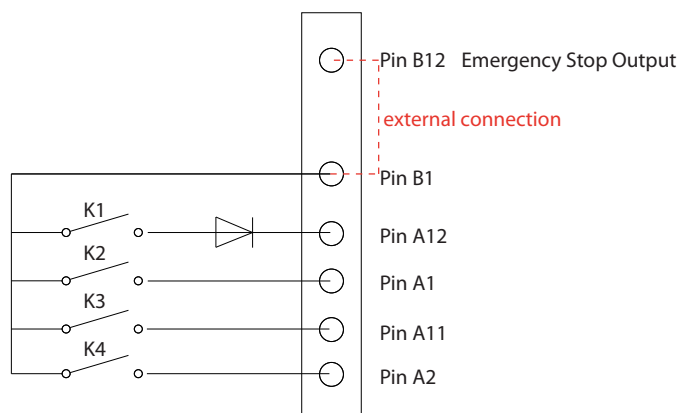 Pin B12 Emergency Stop Output
external connection
Pin B1
K1
Pin A12
K2
Pin A1
K3
Pin A11
K4
Pin A2